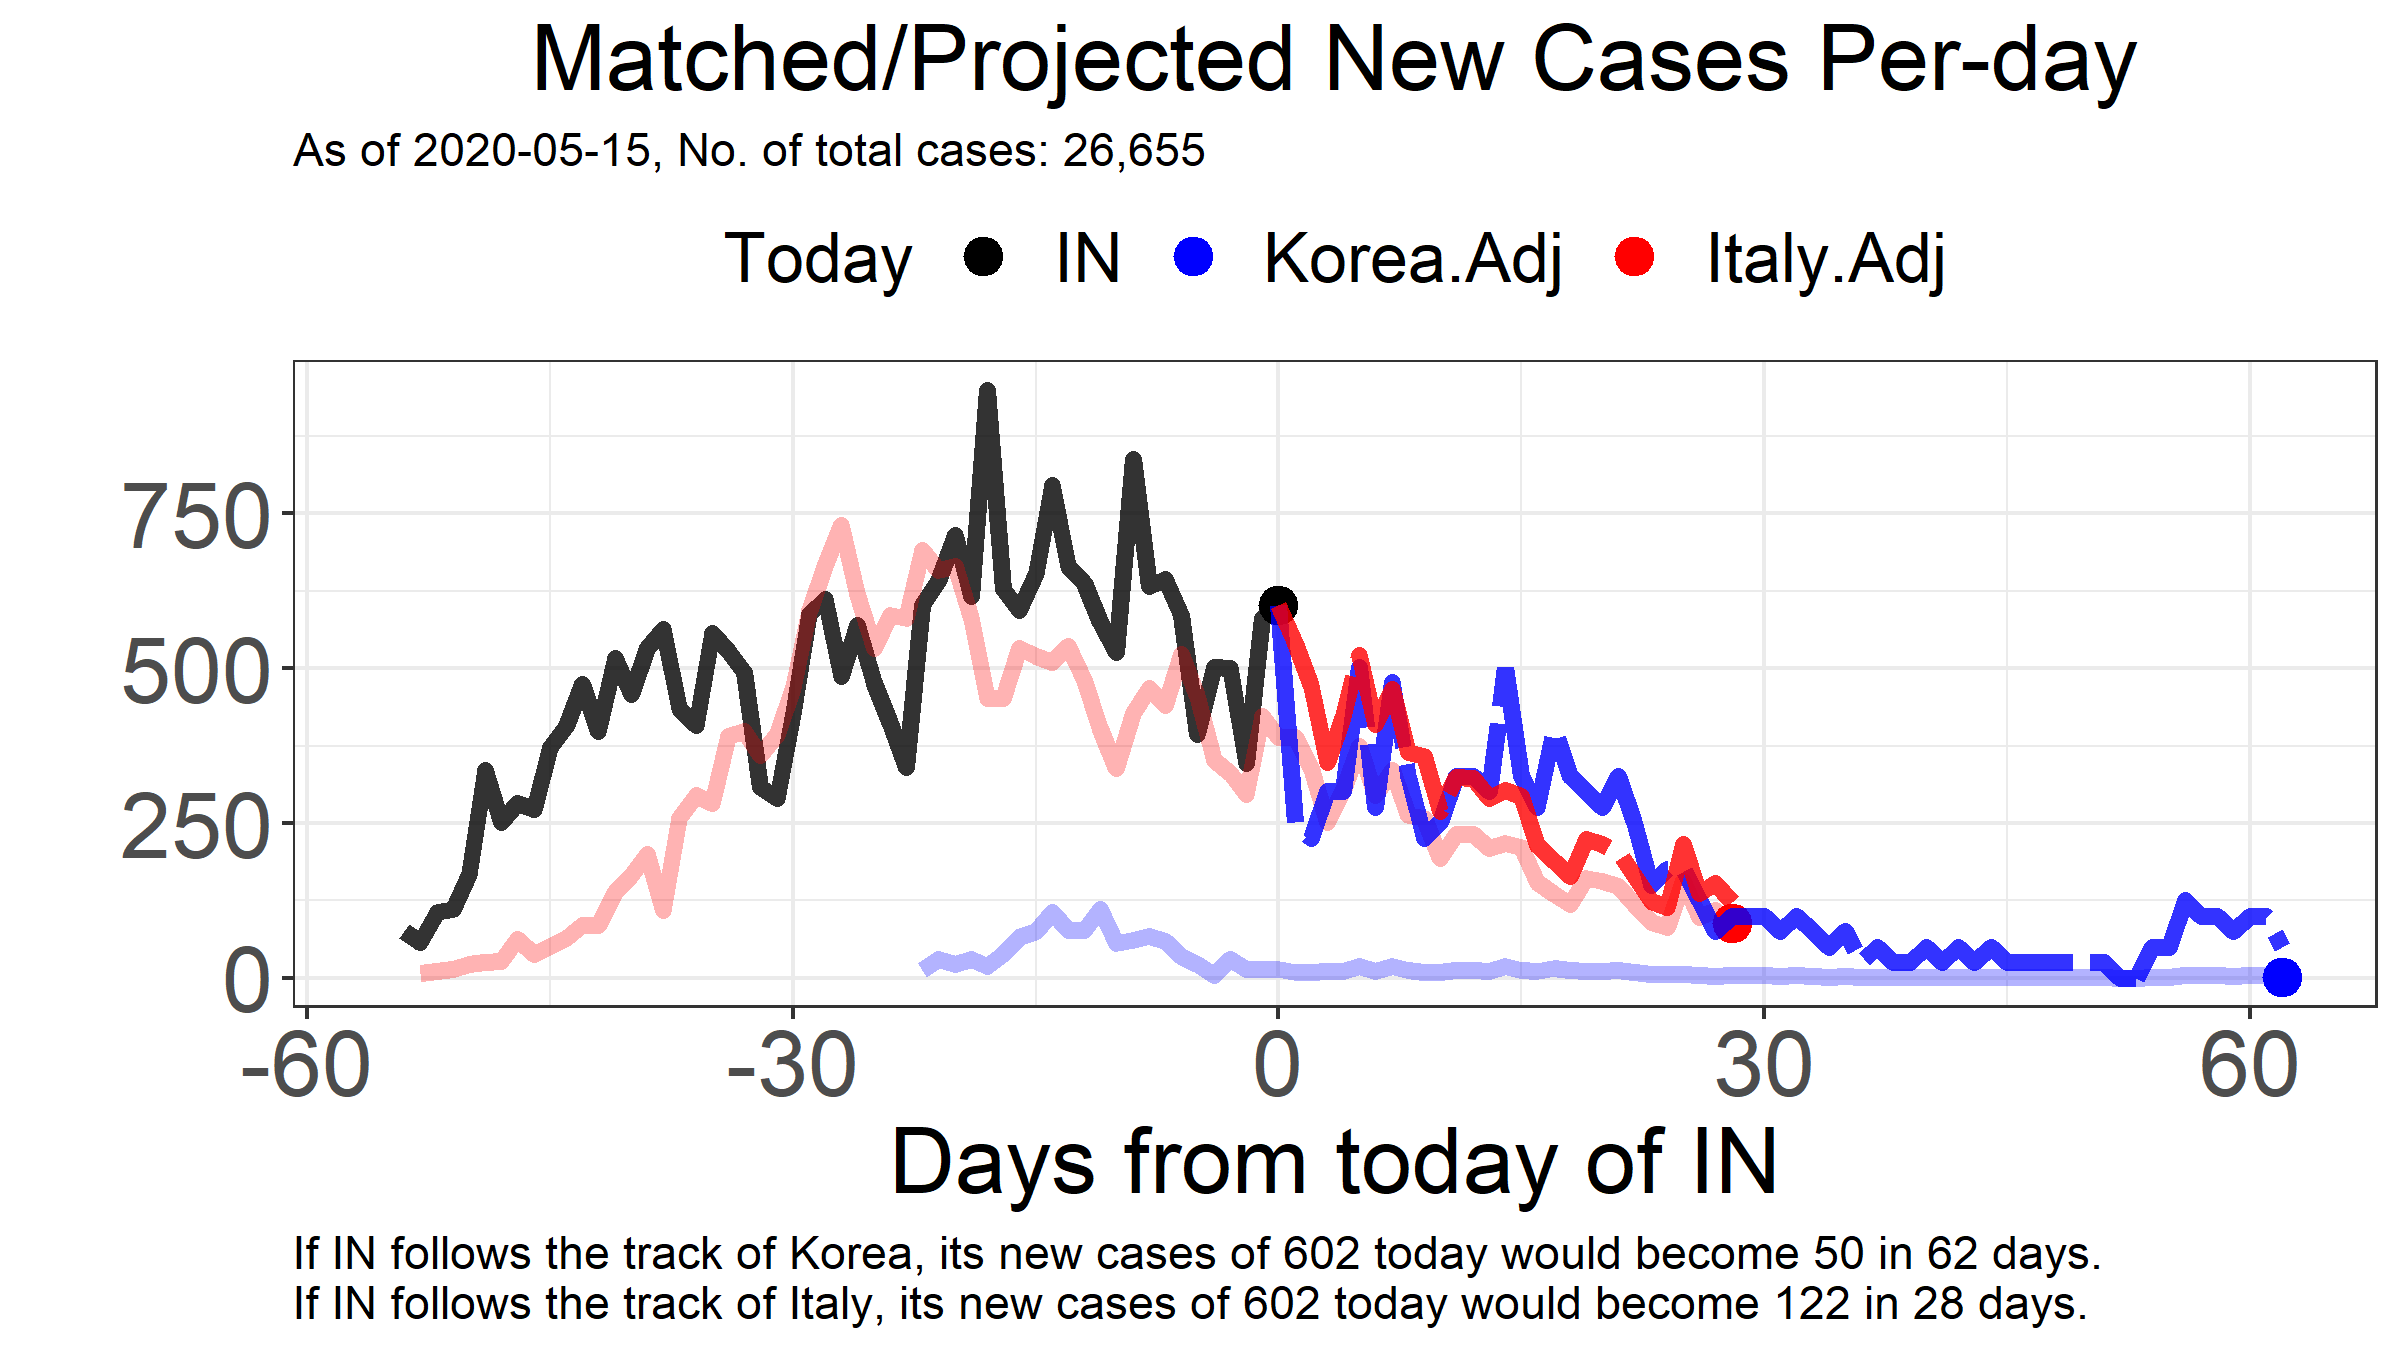 Matched/Projected New Cases Per-day
As of 2020-05-15, No. of total cases: 26,655
Today IN Korea.Adj Italy.Adj
750
500
250
0
-60 -30 0 30 60
Days from today of IN
If IN follows the track of Korea, its new cases of 602 today would become 50 in 62 days.
If IN follows the track of Italy, its new cases of 602 today would become 122 in 28 days.